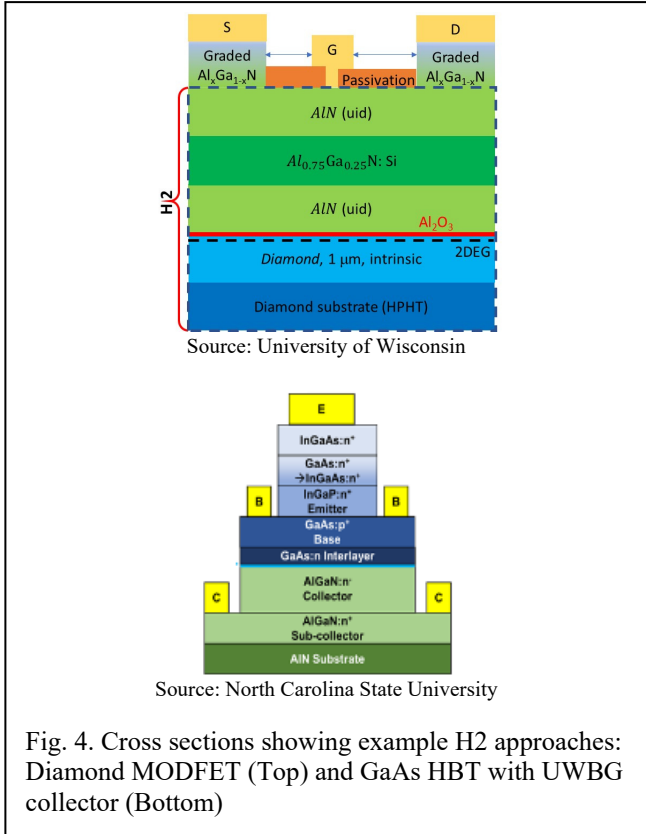 S
D
G
Graded
AlₓGa₁₋ₓN
Passivation
Graded
AlₓGa₁₋ₓN
H2
AlN (uid)
Al₀.₇₅Ga₀.₂₅N: Si
AlN (uid)
Al₂O₃
2DEG
Diamond, 1 μm, intrinsic
Diamond substrate (HPHT)
Source: University of Wisconsin
E
InGaAs:n⁺
GaAs:n⁺
→InGaAs:n⁺
InGaP:n⁺
Emitter
B
B
GaAs:p⁺
Base
GaAs:n Interlayer
AlGaN:n⁻
Collector
C
C
AlGaN:n⁺
Sub-collector
AlN Substrate
Source: North Carolina State University
Fig. 4. Cross sections showing example H2 approaches:
Diamond MODFET (Top) and GaAs HBT with UWBG
collector (Bottom)